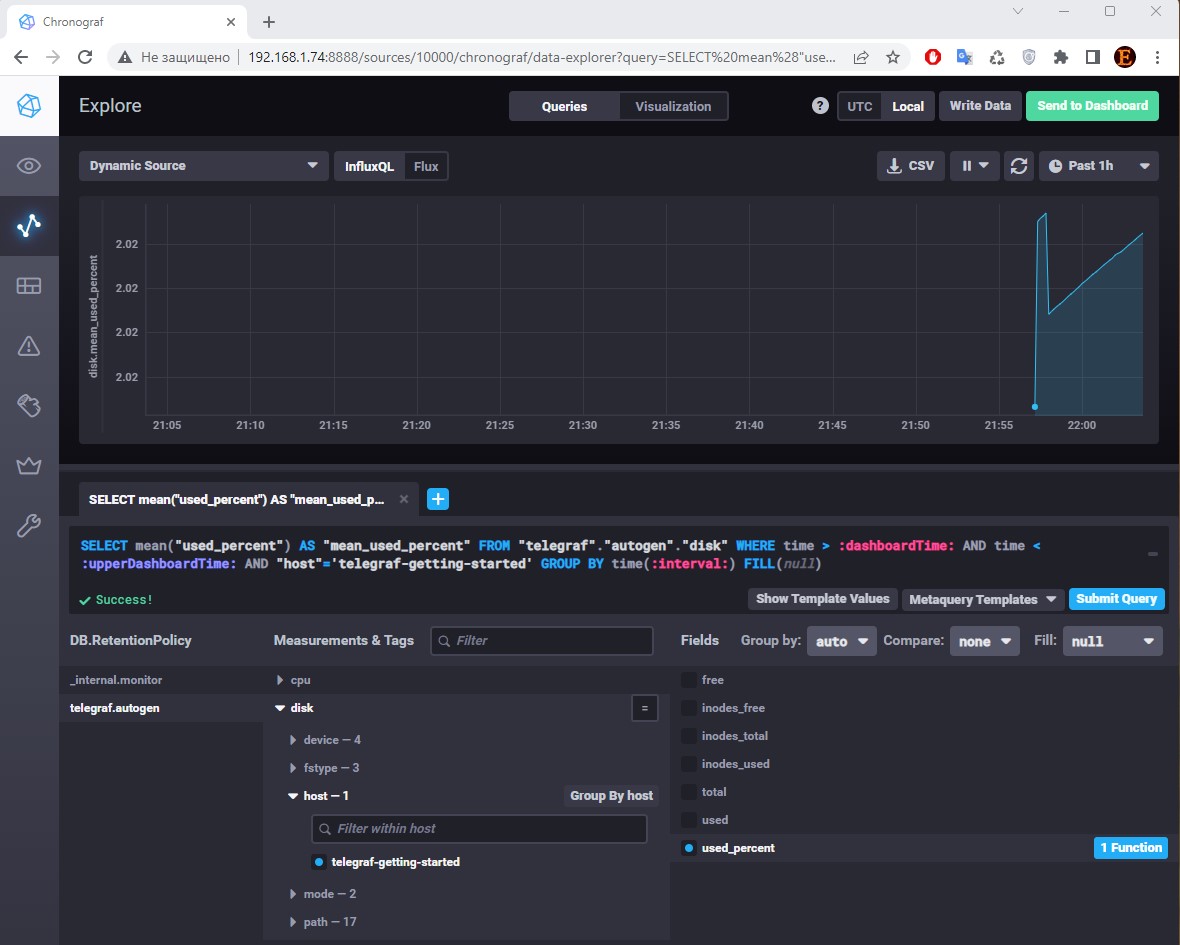 Chronograf
Не защищено
192.168.1.74:8888/sources/10000/chronograf/data-explorer?query=SELECT%20mean%28"use...
Explore
Queries
Visualization
?
UTC
Local
Write Data
Send to Dashboard
Dynamic Source
InfluxQL
Flux
CSV
Past 1h
disk.mean_used_percent
2.02
2.02
2.02
2.02
21:05
21:10
21:15
21:20
21:25
21:30
21:35
21:40
21:45
21:50
21:55
22:00
SELECT mean("used_percent") AS "mean_used_p...
SELECT mean("used_percent") AS "mean_used_percent" FROM "telegraf"."autogen"."disk" WHERE time > :dashboardTime: AND time <
:upperDashboardTime: AND "host"='telegraf-getting-started' GROUP BY time(:interval:) FILL(null)
Success!
Show Template Values
Metaquery Templates
Submit Query
DB.RetentionPolicy
Measurements & Tags
Filter
Fields
Group by:
auto
Compare:
none
Fill:
null
_internal.monitor
telegraf.autogen
cpu
disk
=
device — 4
fstype — 3
host — 1
Group By host
Filter within host
telegraf-getting-started
mode — 2
path — 17
free
inodes_free
inodes_total
inodes_used
total
used
used_percent
1 Function